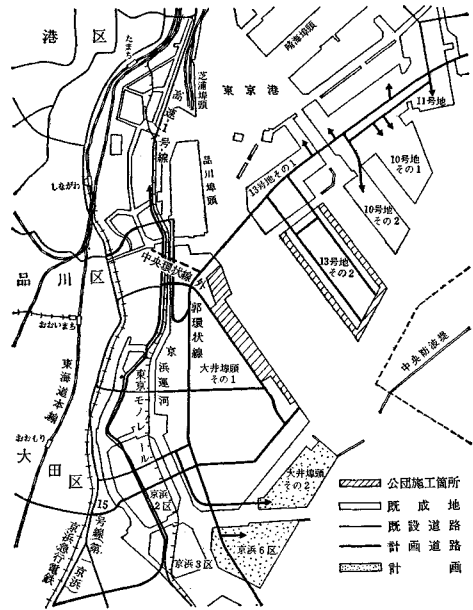 港区
たまち
芝浦埠頭
高速1号線
東京港
晴海埠頭
11号地
10号地
その1
10号地
その2
13号地その1
13号地
その2
品川埠頭
しながわ
品川区
中央環状線
外郭環状線
おおいまち
東海道本線
京浜運河
東京モノレール
大井埠頭
その1
中央防波堤
おおもり
大田区
大井埠頭
その2
15号線(第一京浜)
京浜急行電鉄
京浜
2区
京浜3区
京浜6区
公団施工箇所
既成地
既設道路
計画道路
計画